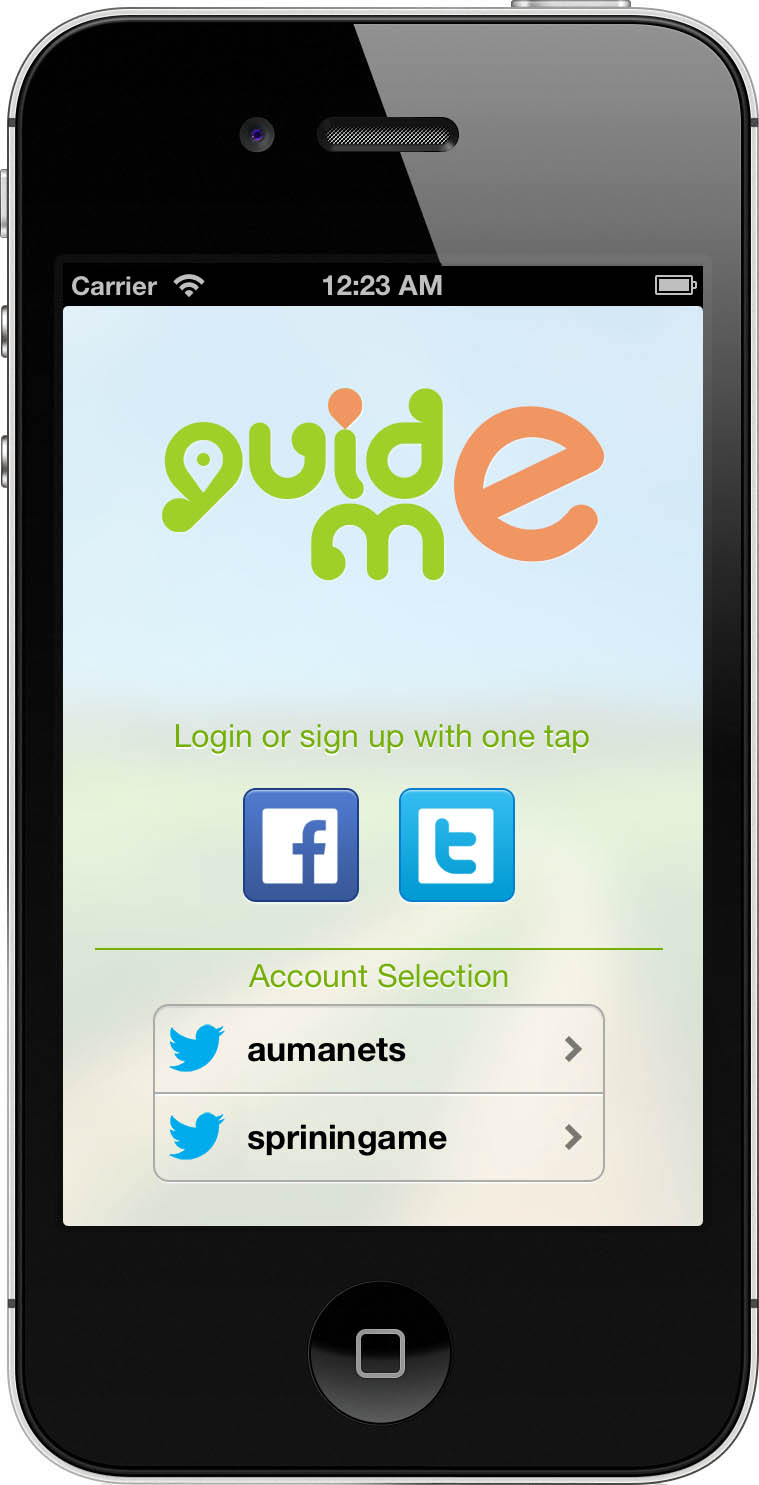 Carrier 12:23 AM
guide
me
Login or sign up with one tap
Account Selection
aumanets
spriningame